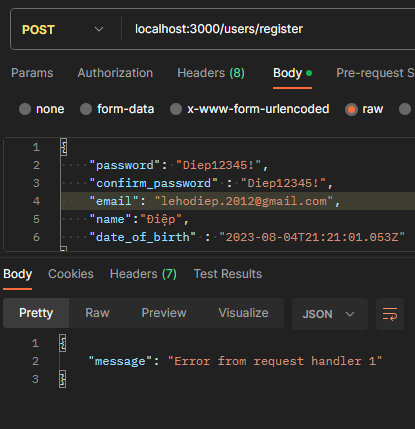 POST localhost:3000/users/register
Params Authorization Headers (8) Body Pre-request S
none form-data x-www-form-urlencoded raw
1 {
2 "password": "Diep12345!",
3 "confirm_password" : "Diep12345!",
4 "email": "lehodiep.2012@gmail.com",
5 "name":"Điệp",
6 "date_of_birth" : "2023-08-04T21:21:01.053Z"
Body Cookies Headers (7) Test Results
Pretty Raw Preview Visualize JSON
1 {
2 "message": "Error from request handler 1"
3 }